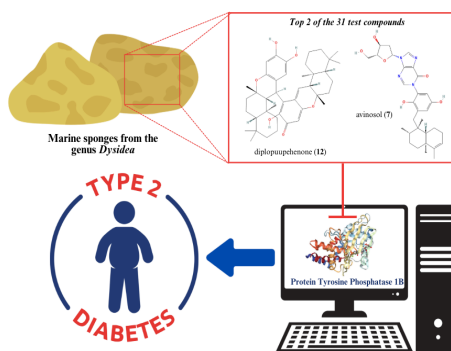 Top 2 of the 31 test compounds
Marine sponges from the
genus Dysidea
diplopuupehenone (12)
avinosol (7)
TYPE 2
DIABETES
Protein Tyrosine Phosphatase 1B